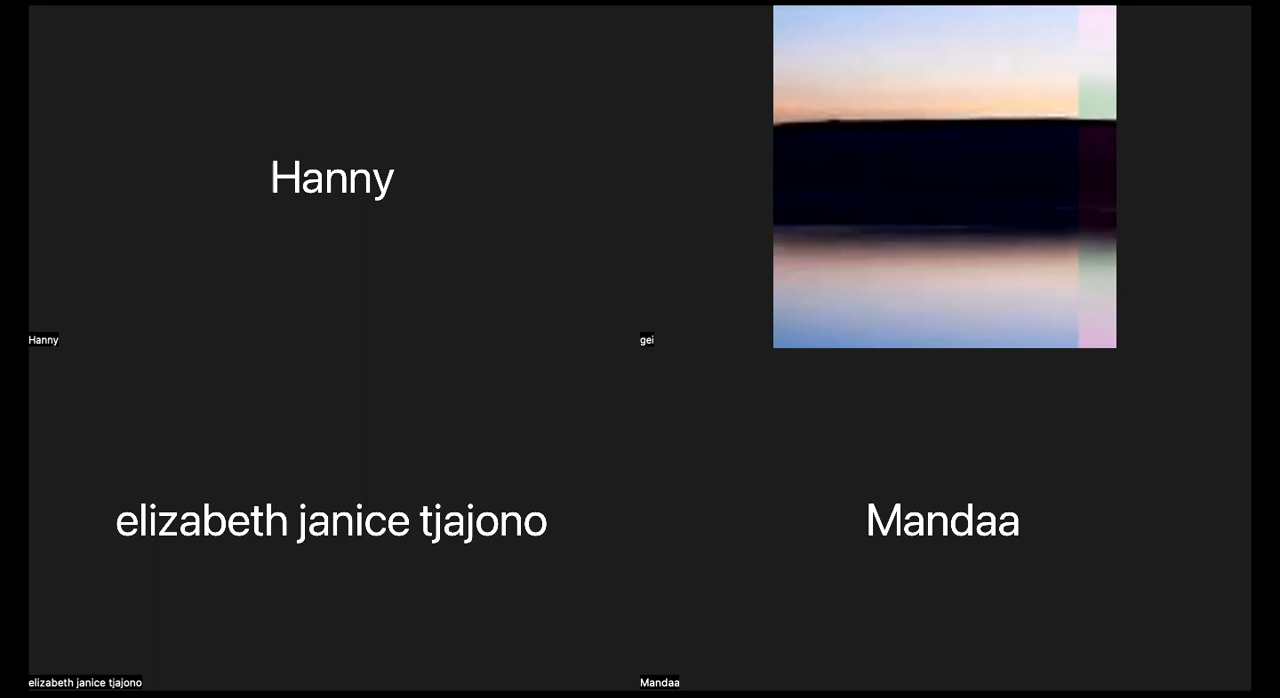 Hanny
Hanny
gei
elizabeth janice tjajono
Mandaa
elizabeth janice tjajono
Mandaa